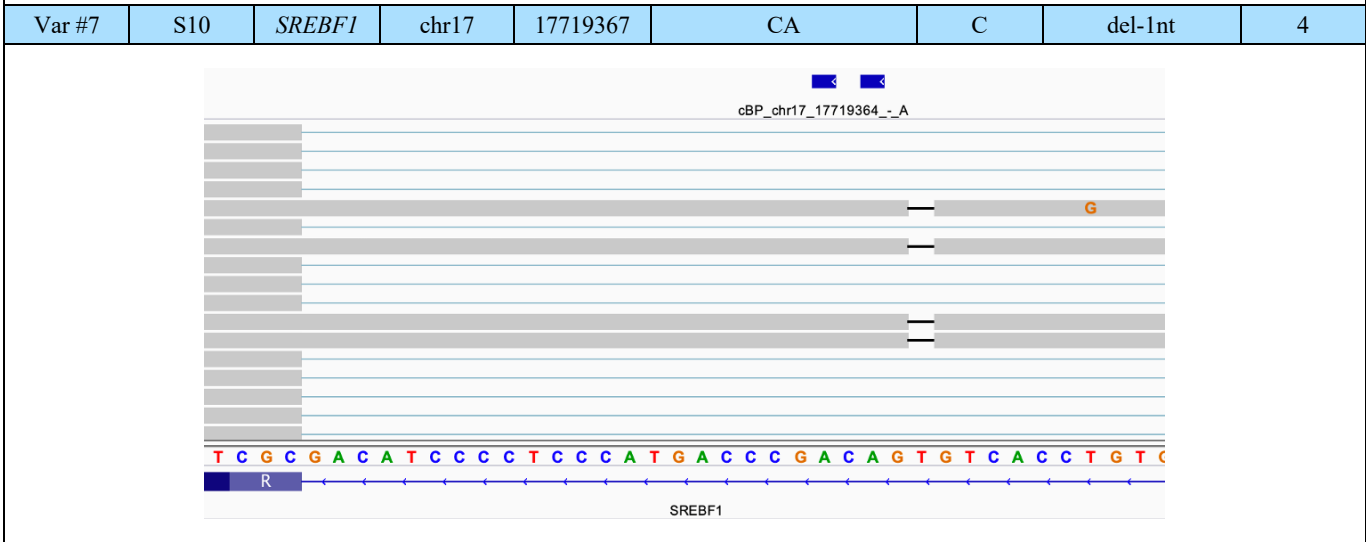 Var #7 S10 SREBF1 chr17 17719367 CA C del-1nt 4
cBP_chr17_17719364_-_A
G
T C G C G A C A T C C C C T C C C A T G A C C C G A C A G T G T C A C C T G T G
R
SREBF1